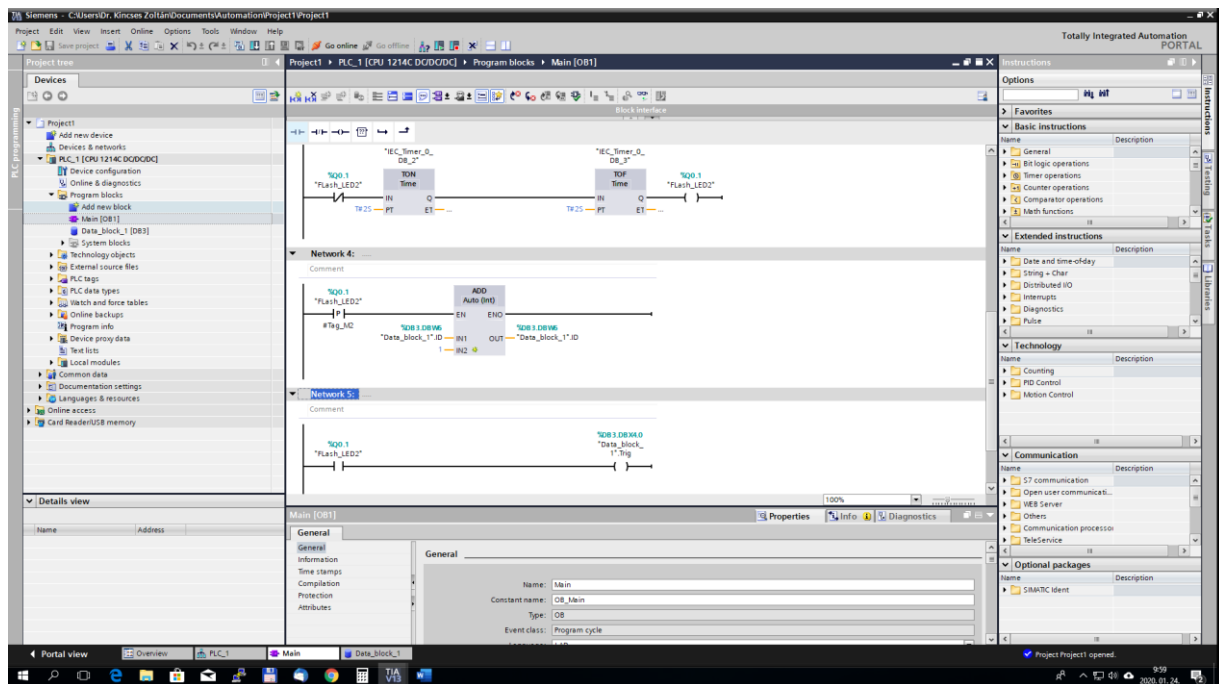 Siemens - C:\Users\Dr. Kincses Zoltán\Documents\Automation\Project1\Project1
Project Edit View Insert Online Options Tools Window Help
Totally Integrated Automation
PORTAL
Save project Go online Go offline
Project tree
Project1 PLC_1 [CPU 1214C DC/DC/DC] Program blocks Main [OB1]
Instructions
Devices
Options
PLC programming
Block interface
Project1
Add new device
Devices & networks
PLC_1 [CPU 1214C DC/DC/DC]
Device configuration
Online & diagnostics
Program blocks
Add new block
Main [OB1]
Data_block_1 [DB3]
System blocks
Technology objects
External source files
PLC tags
PLC data types
Watch and force tables
Online backups
Program info
Device proxy data
Text lists
Local modules
Common data
Documentation settings
Languages & resources
Online access
Card Reader/USB memory
Details view
Name Address
"IEC_Timer_0_
DB_2"
"IEC_Timer_0_
DB_3"
%Q0.1
"FLash_LED2"
TON
Time
IN Q
T#2S PT ET ...
TOF
Time
IN Q
T#2S PT ET ...
%Q0.1
"FLash_LED2"
Network 4: .....
Comment
%Q0.1
"FLash_LED2"
P
#Tag_M2
ADD
Auto (Int)
EN ENO
%DB3.DBW6
"Data_block_1".ID IN1
1 IN2
OUT
%DB3.DBW6
"Data_block_1".ID
Network 5: .....
Comment
%Q0.1
"FLash_LED2"
%DB3.DBX4.0
"Data_block_
1".Trig
100%
Main [OB1]
Properties Info Diagnostics
General
General
Information
Time stamps
Compilation
Protection
Attributes
General
Name: Main
Constant name: OB_Main
Type: OB
Event class: Program cycle
Favorites
Basic instructions
Name Description
General
Bit logic operations
Timer operations
Counter operations
Comparator operations
Math functions
Extended instructions
Name Description
Date and time-of-day
String + Char
Distributed I/O
Interrupts
Diagnostics
Pulse
Technology
Name Description
Counting
PID Control
Motion Control
Communication
Name Description
S7 communication
Open user communicati...
WEB Server
Others
Communication processor
TeleService
Optional packages
Name Description
SIMATIC Ident
Instructions
Testing
Tasks
Libraries
Portal view Overview PLC_1 Main Data_block_1
Project Project1 opened.
TIA
V13
9:59
2020. 01. 24.